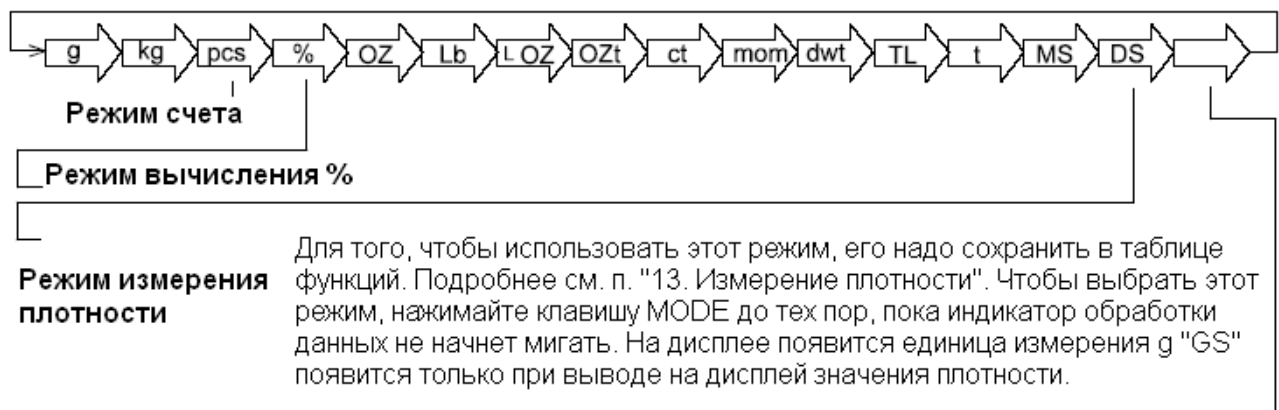 g kg pcs % OZ Lb L OZ OZt ct mom dwt TL t MS DS
Режим счета
Режим вычисления %
Режим измерения
плотности
Для того, чтобы использовать этот режим, его надо сохранить в таблице
функций. Подробнее см. п. "13. Измерение плотности". Чтобы выбрать этот
режим, нажимайте клавишу MODE до тех пор, пока индикатор обработки
данных не начнет мигать. На дисплее появится единица измерения g "GS"
появится только при выводе на дисплей значения плотности.